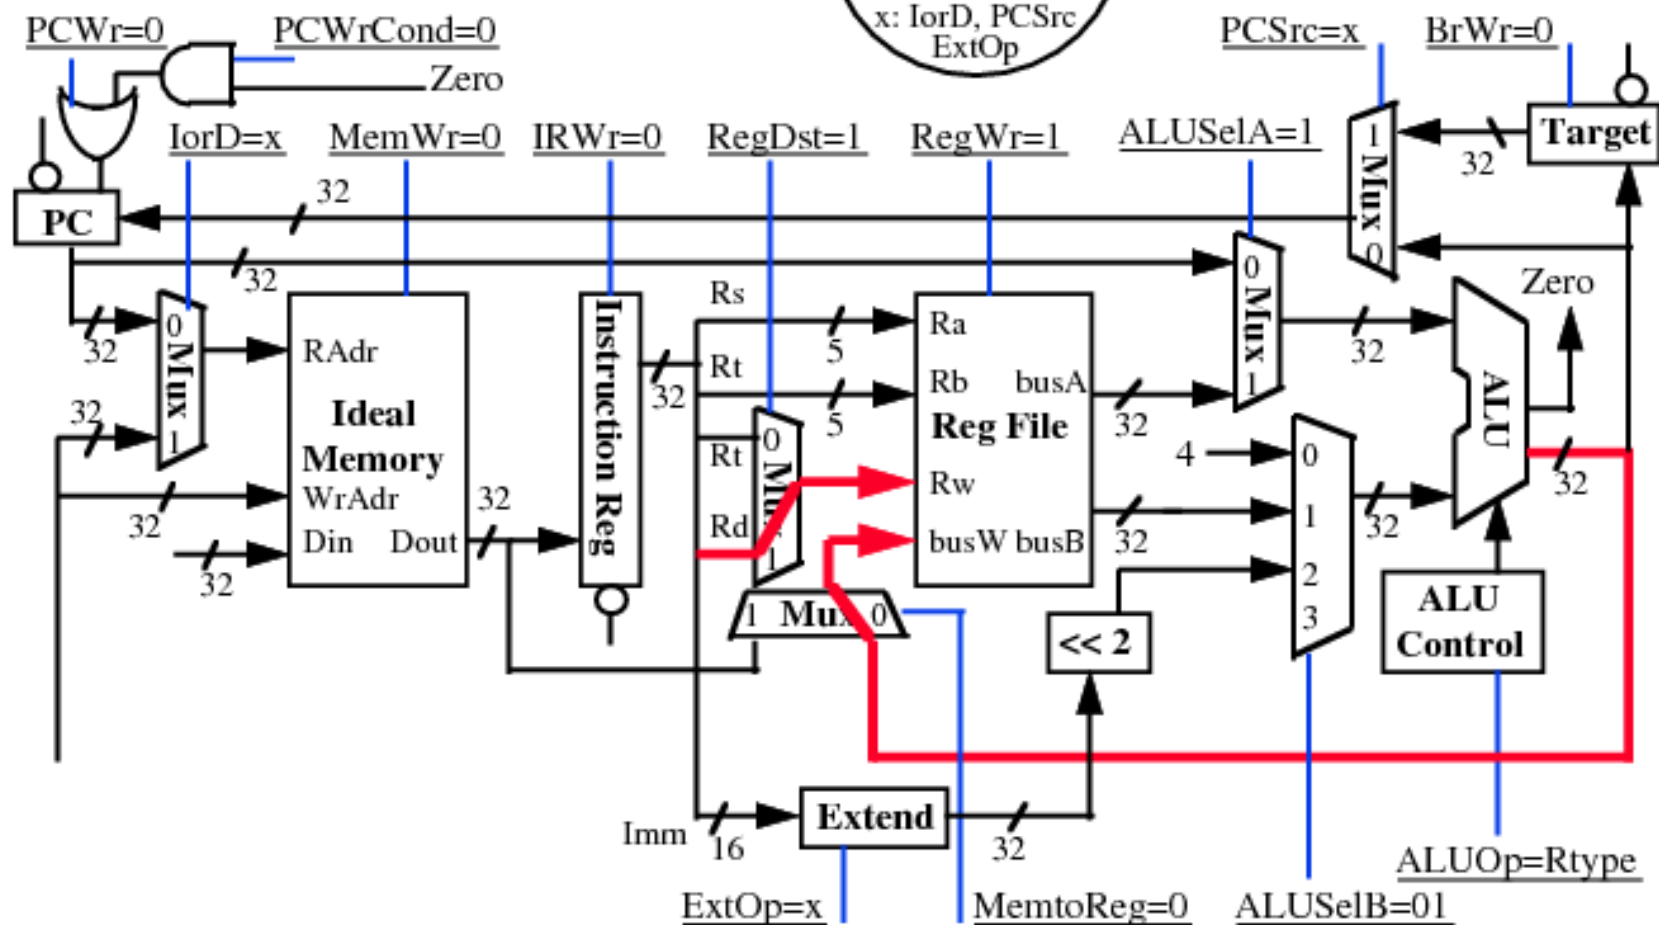 x: IorD, PCSrc
ExtOp
PCWr=0
PCWrCond=0
PCSrc=x
BrWr=0
Zero
IorD=x
MemWr=0
IRWr=0
RegDst=1
RegWr=1
ALUSelA=1
1
Mux
0
32
Target
PC
32
32
0
Mux
1
Zero
32
0
Mux
1
32
RAdr
Ideal
Memory
WrAdr
32
Din
Dout
32
32
Instruction Reg
32
Rs
5
Rt
5
Rt
Rd
0
Mux
1
Ra
Rb
busA
Reg File
Rw
busW
busB
32
32
32
4
0
1
2
3
32
ALU
32
1
Mux
0
<< 2
ALU
Control
Imm
16
Extend
32
ALUOp=Rtype
ExtOp=x
MemtoReg=0
ALUSelB=01